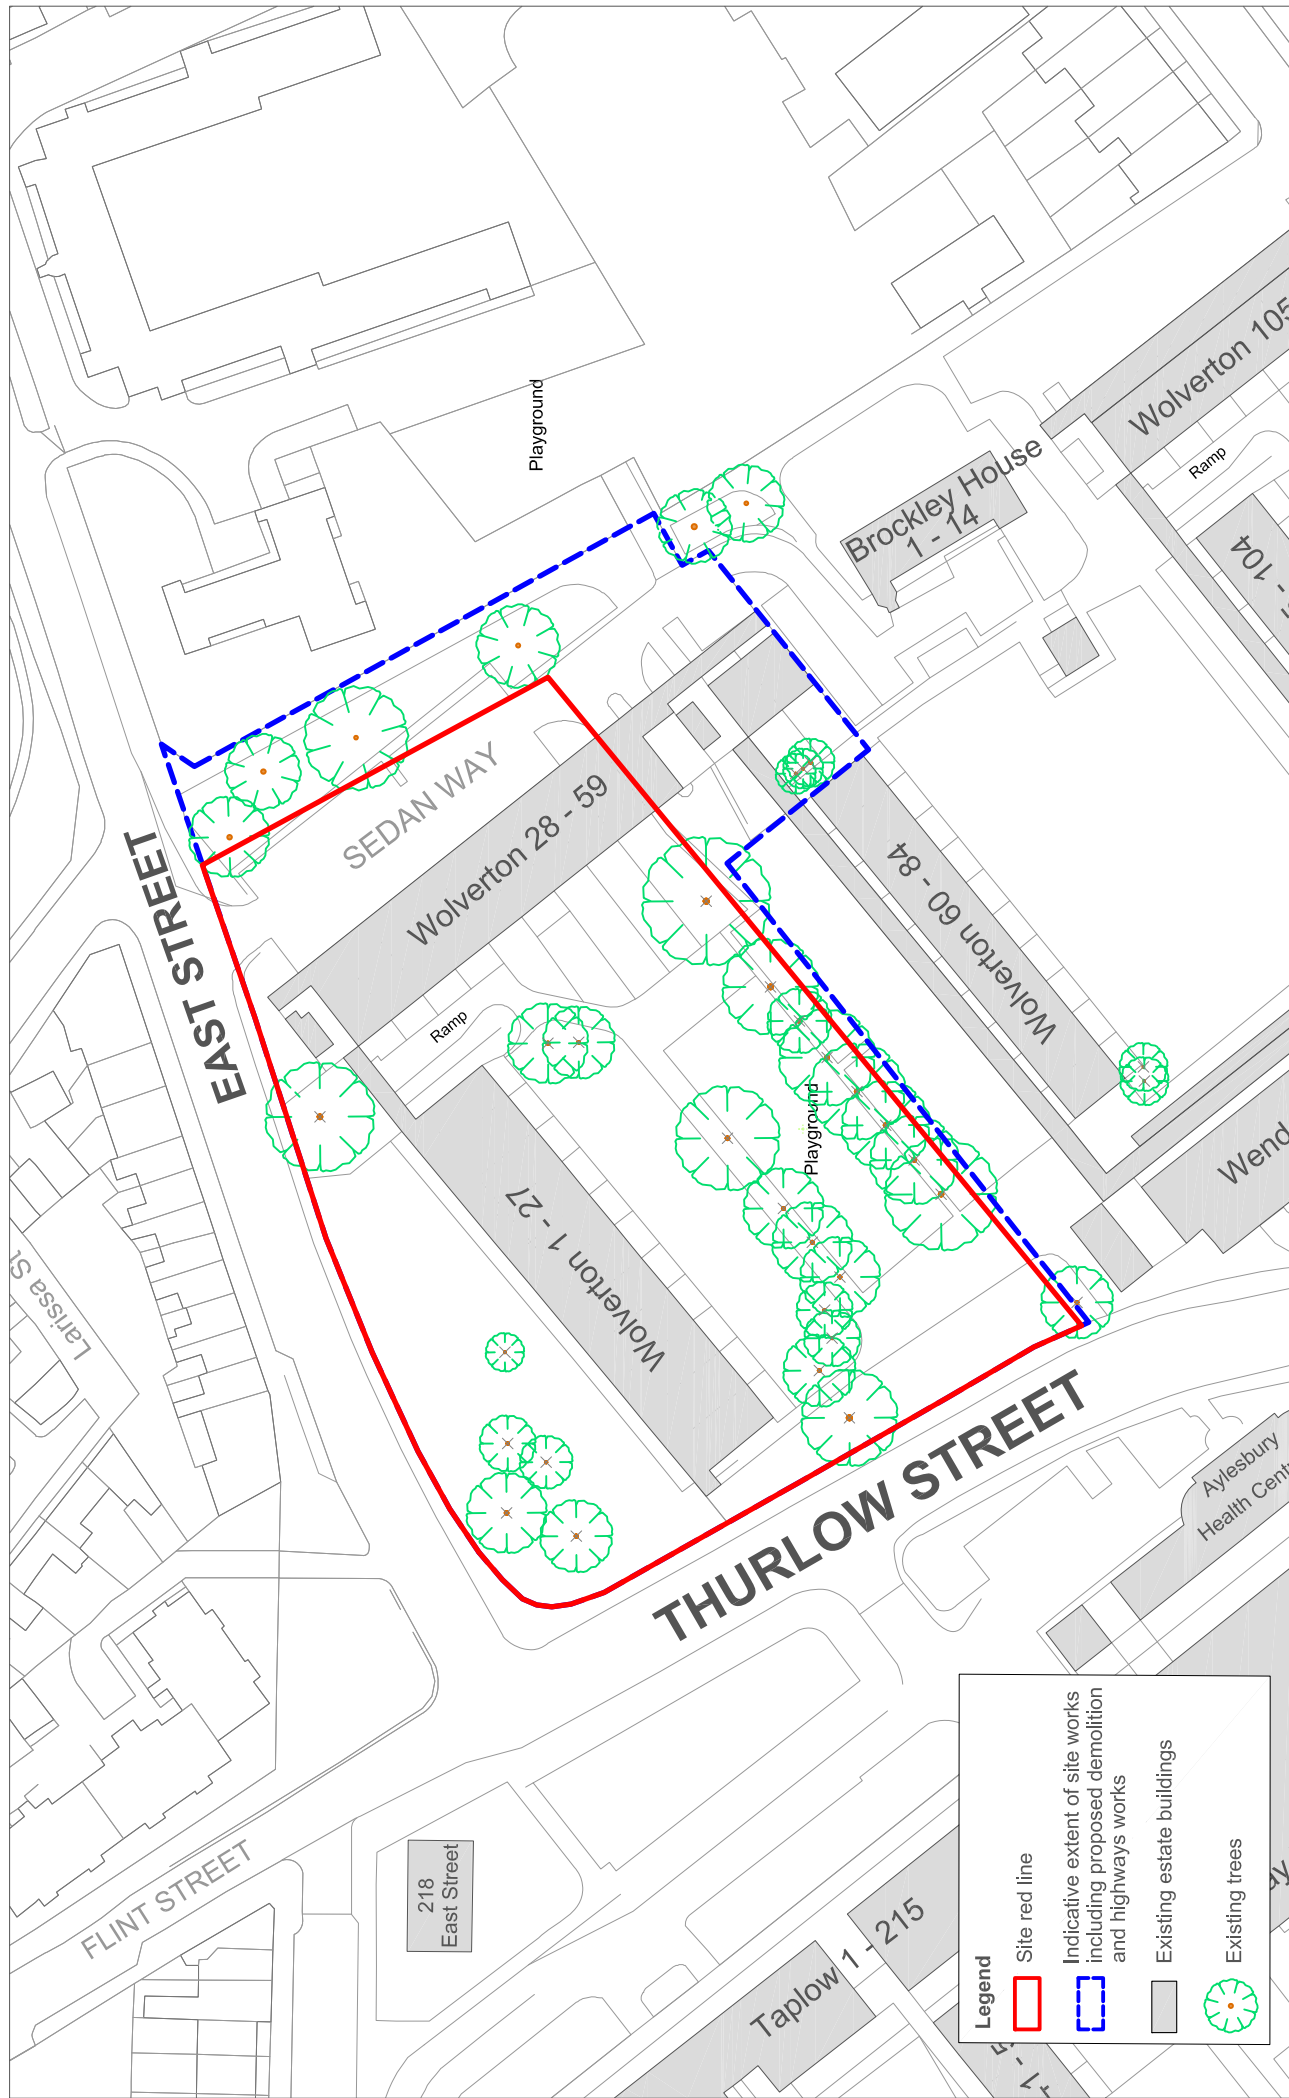 EAST STREET
SEDAN WAY
Larissa St
FLINT STREET
THURLOW STREET
Playground
Playground
Ramp
Ramp
Wolverton 28 - 59
Wolverton 1 - 27
Wolverton 60 - 84
Wolverton 105
- 104
Brockley House
1 - 14
Wend
Aylesbury
Health Cent
218
East Street
Taplow 1 - 215
Legend
Site red line
Indicative extent of site works
including proposed demolition
and highways works
Existing estate buildings
Existing trees